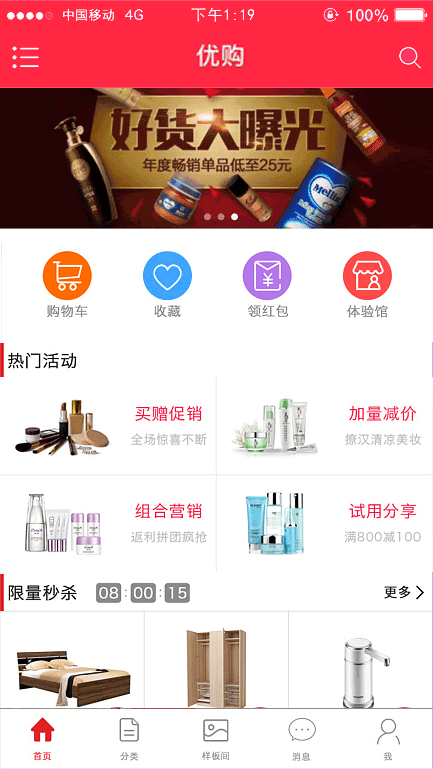 中国移动 4G 下午1:19 100%
优购
好货大曝光
年度畅销单品低至25元
Mellin
购物车 收藏 领红包 体验馆
热门活动
买赠促销
全场惊喜不断
加量减价
撩汉清凉美妆
组合营销
返利拼团疯抢
试用分享
满800减100
限量秒杀 08:00:15 更多
首页 分类 样板间 消息 我